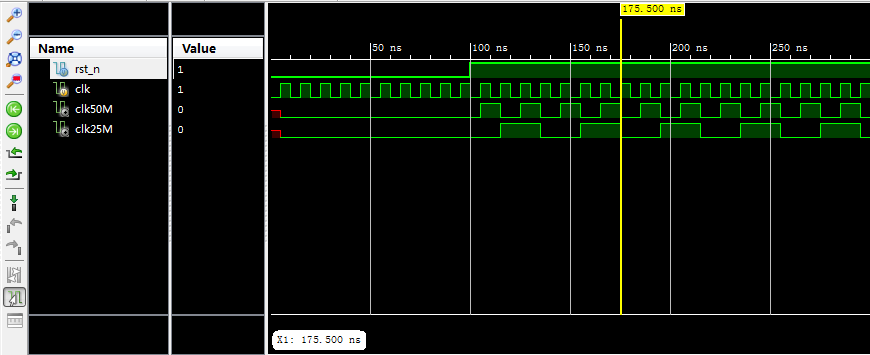 175.500 ns
Name Value
50 ns 100 ns 150 ns 200 ns 250 ns
rst_n 1
clk 1
clk50M 0
clk25M 0
X1: 175.500 ns